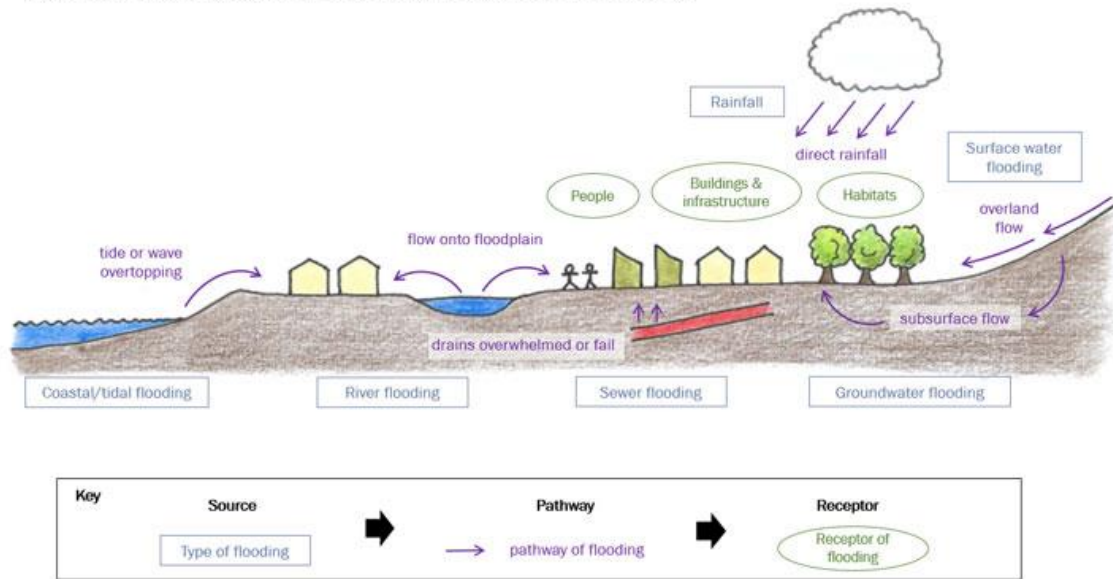 Rainfall
direct rainfall
Surface water
flooding
People
Buildings &
infrastructure
Habitats
overland
flow
tide or wave
overtopping
flow onto floodplain
subsurface flow
drains overwhelmed or fail
Coastal/tidal flooding
River flooding
Sewer flooding
Groundwater flooding
Key
Source
Pathway
Receptor
Type of flooding
pathway of flooding
Receptor of
flooding